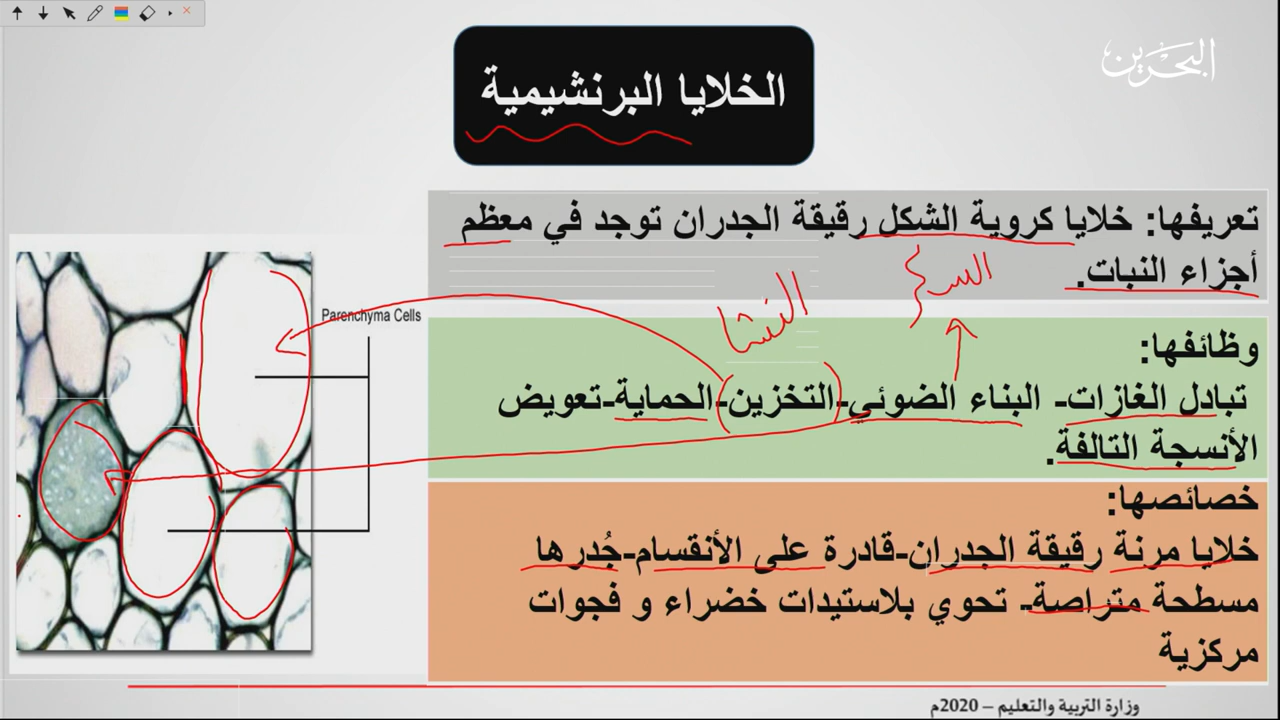 البحرين
الخلايا البرنشيمية
تعريفها: خلايا كروية الشكل رقيقة الجدران توجد في معظم
أجزاء النبات.
السكر
النشا
Parenchyma Cells
وظائفها:
تبادل الغازات- البناء الضوئي-التخزين-الحماية-تعويض
الأنسجة التالفة.
خصائصها:
خلايا مرنة رقيقة الجدران-قادرة على الأنقسام-جُدرها
مسطحة متراصة- تحوي بلاستيدات خضراء و فجوات
مركزية
وزارة التربية والتعليم – 2020م